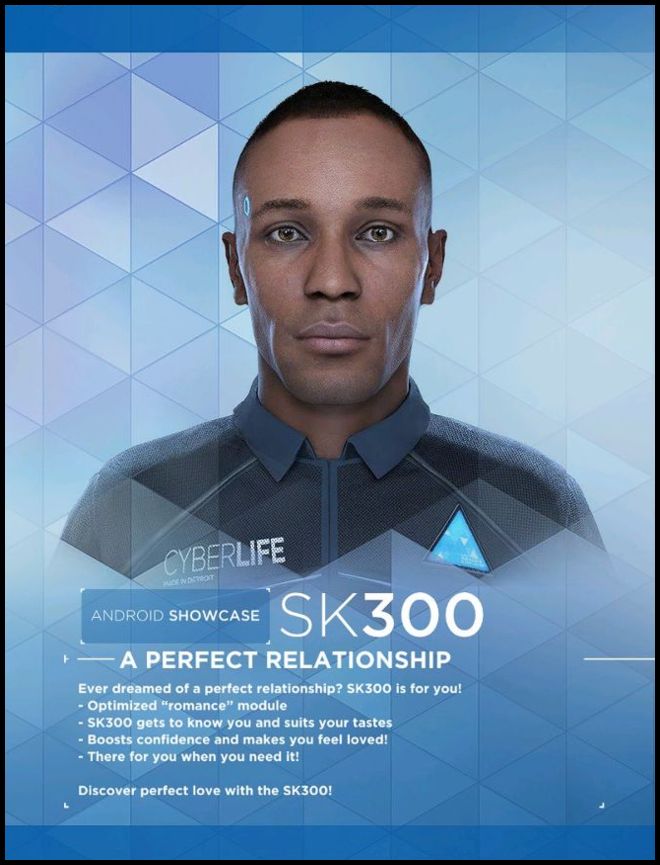 CYBERLIFE
MADE IN DETROIT
ANDROID SHOWCASE
SK300
A PERFECT RELATIONSHIP
Ever dreamed of a perfect relationship? SK300 is for you!
- Optimized “romance” module
- SK300 gets to know you and suits your tastes
- Boosts confidence and makes you feel loved!
- There for you when you need it!
Discover perfect love with the SK300!